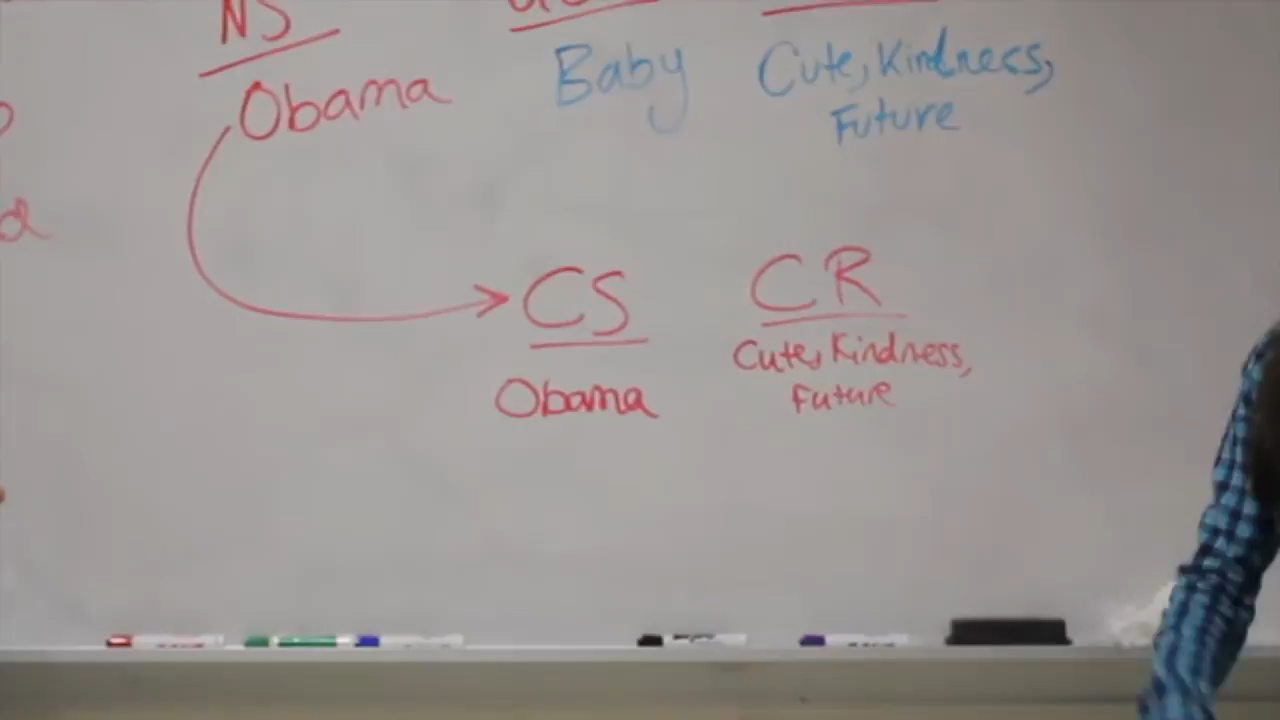 NS
Obama Baby Cute, Kindness,
Future
CS CR
Obama Cute, Kindness,
Future